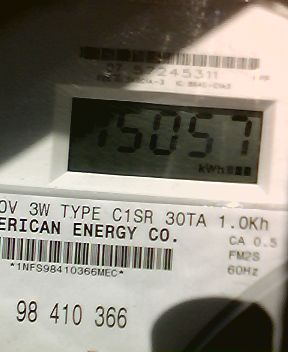 15057
kWh
0V 3W TYPE C1SR 30TA 1.0Kh
ERICAN ENERGY CO.
CA 0.5
*1NFS98410366MEC*
FM2S
60Hz
98 410 366